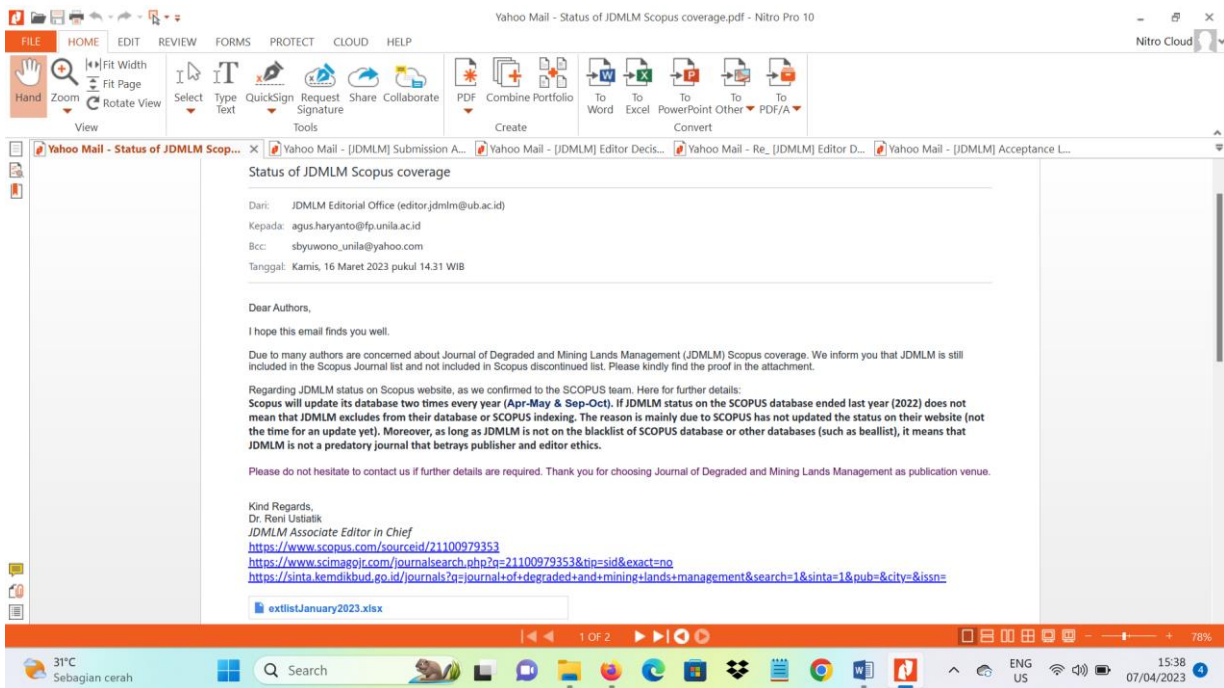 Yahoo Mail - Status of JDMLM Scopus coverage.pdf - Nitro Pro 10
FILE HOME EDIT REVIEW FORMS PROTECT CLOUD HELP
Nitro Cloud
Hand
Zoom
Fit Width
Fit Page
Rotate View
View
Select
Type Text
QuickSign
Request Signature
Share
Collaborate
Tools
PDF
Combine
Portfolio
Create
To Word
To Excel
To PowerPoint
To Other
To PDF/A
Convert
Yahoo Mail - Status of JDMLM Scop... Yahoo Mail - [JDMLM] Submission A... Yahoo Mail - [JDMLM] Editor Decis... Yahoo Mail - Re_ [JDMLM] Editor D... Yahoo Mail - [JDMLM] Acceptance L...
Status of JDMLM Scopus coverage
Dari: JDMLM Editorial Office (editor.jdmlm@ub.ac.id)
Kepada: agus.haryanto@fp.unila.ac.id
Bcc: sbyuwono_unila@yahoo.com
Tanggal: Kamis, 16 Maret 2023 pukul 14.31 WIB
Dear Authors,
I hope this email finds you well.
Due to many authors are concerned about Journal of Degraded and Mining Lands Management (JDMLM) Scopus coverage. We inform you that JDMLM is still
included in the Scopus Journal list and not included in Scopus discontinued list. Please kindly find the proof in the attachment.
Regarding JDMLM status on Scopus website, as we confirmed to the SCOPUS team. Here for further details:
Scopus will update its database two times every year (Apr-May & Sep-Oct). If JDMLM status on the SCOPUS database ended last year (2022) does not
mean that JDMLM excludes from their database or SCOPUS indexing. The reason is mainly due to SCOPUS has not updated the status on their website (not
the time for an update yet). Moreover, as long as JDMLM is not on the blacklist of SCOPUS database or other databases (such as beallist), it means that
JDMLM is not a predatory journal that betrays publisher and editor ethics.
Please do not hesitate to contact us if further details are required. Thank you for choosing Journal of Degraded and Mining Lands Management as publication venue.
Kind Regards,
Dr. Reni Ustiatik
JDMLM Associate Editor in Chief
https://www.scopus.com/sourceid/21100979353
https://www.scimagojr.com/journalsearch.php?q=21100979353&tip=sid&exact=no
https://sinta.kemdikbud.go.id/journals?q=journal+of+degraded+and+mining+lands+management&search=1&sinta=1&pub=&city=&issn=
extlistJanuary2023.xlsx
1 OF 2
78%
31°C
Sebagian cerah
Search
ENG
US
15:38
07/04/2023
4